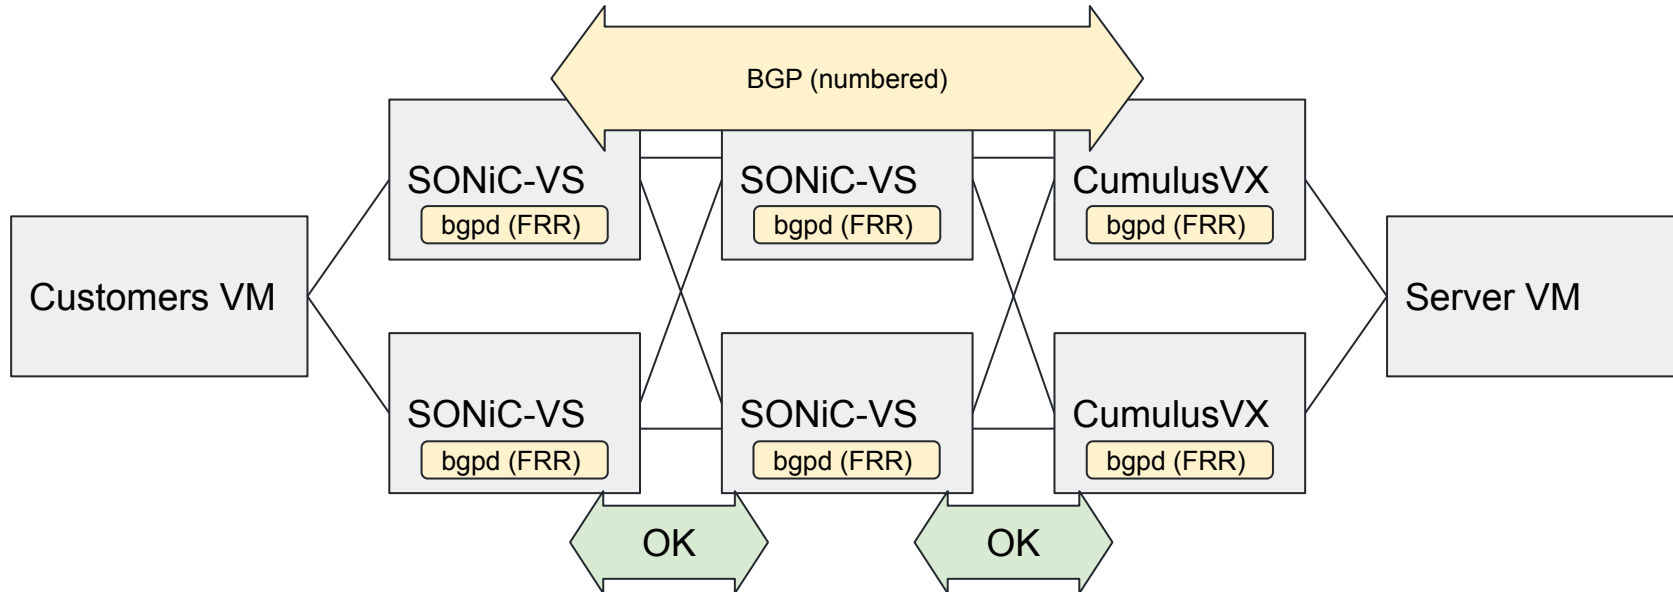 BGP (numbered)
SONiC-VS
bgpd (FRR)
SONiC-VS
bgpd (FRR)
CumulusVX
bgpd (FRR)
Customers VM
Server VM
SONiC-VS
bgpd (FRR)
SONiC-VS
bgpd (FRR)
CumulusVX
bgpd (FRR)
OK
OK